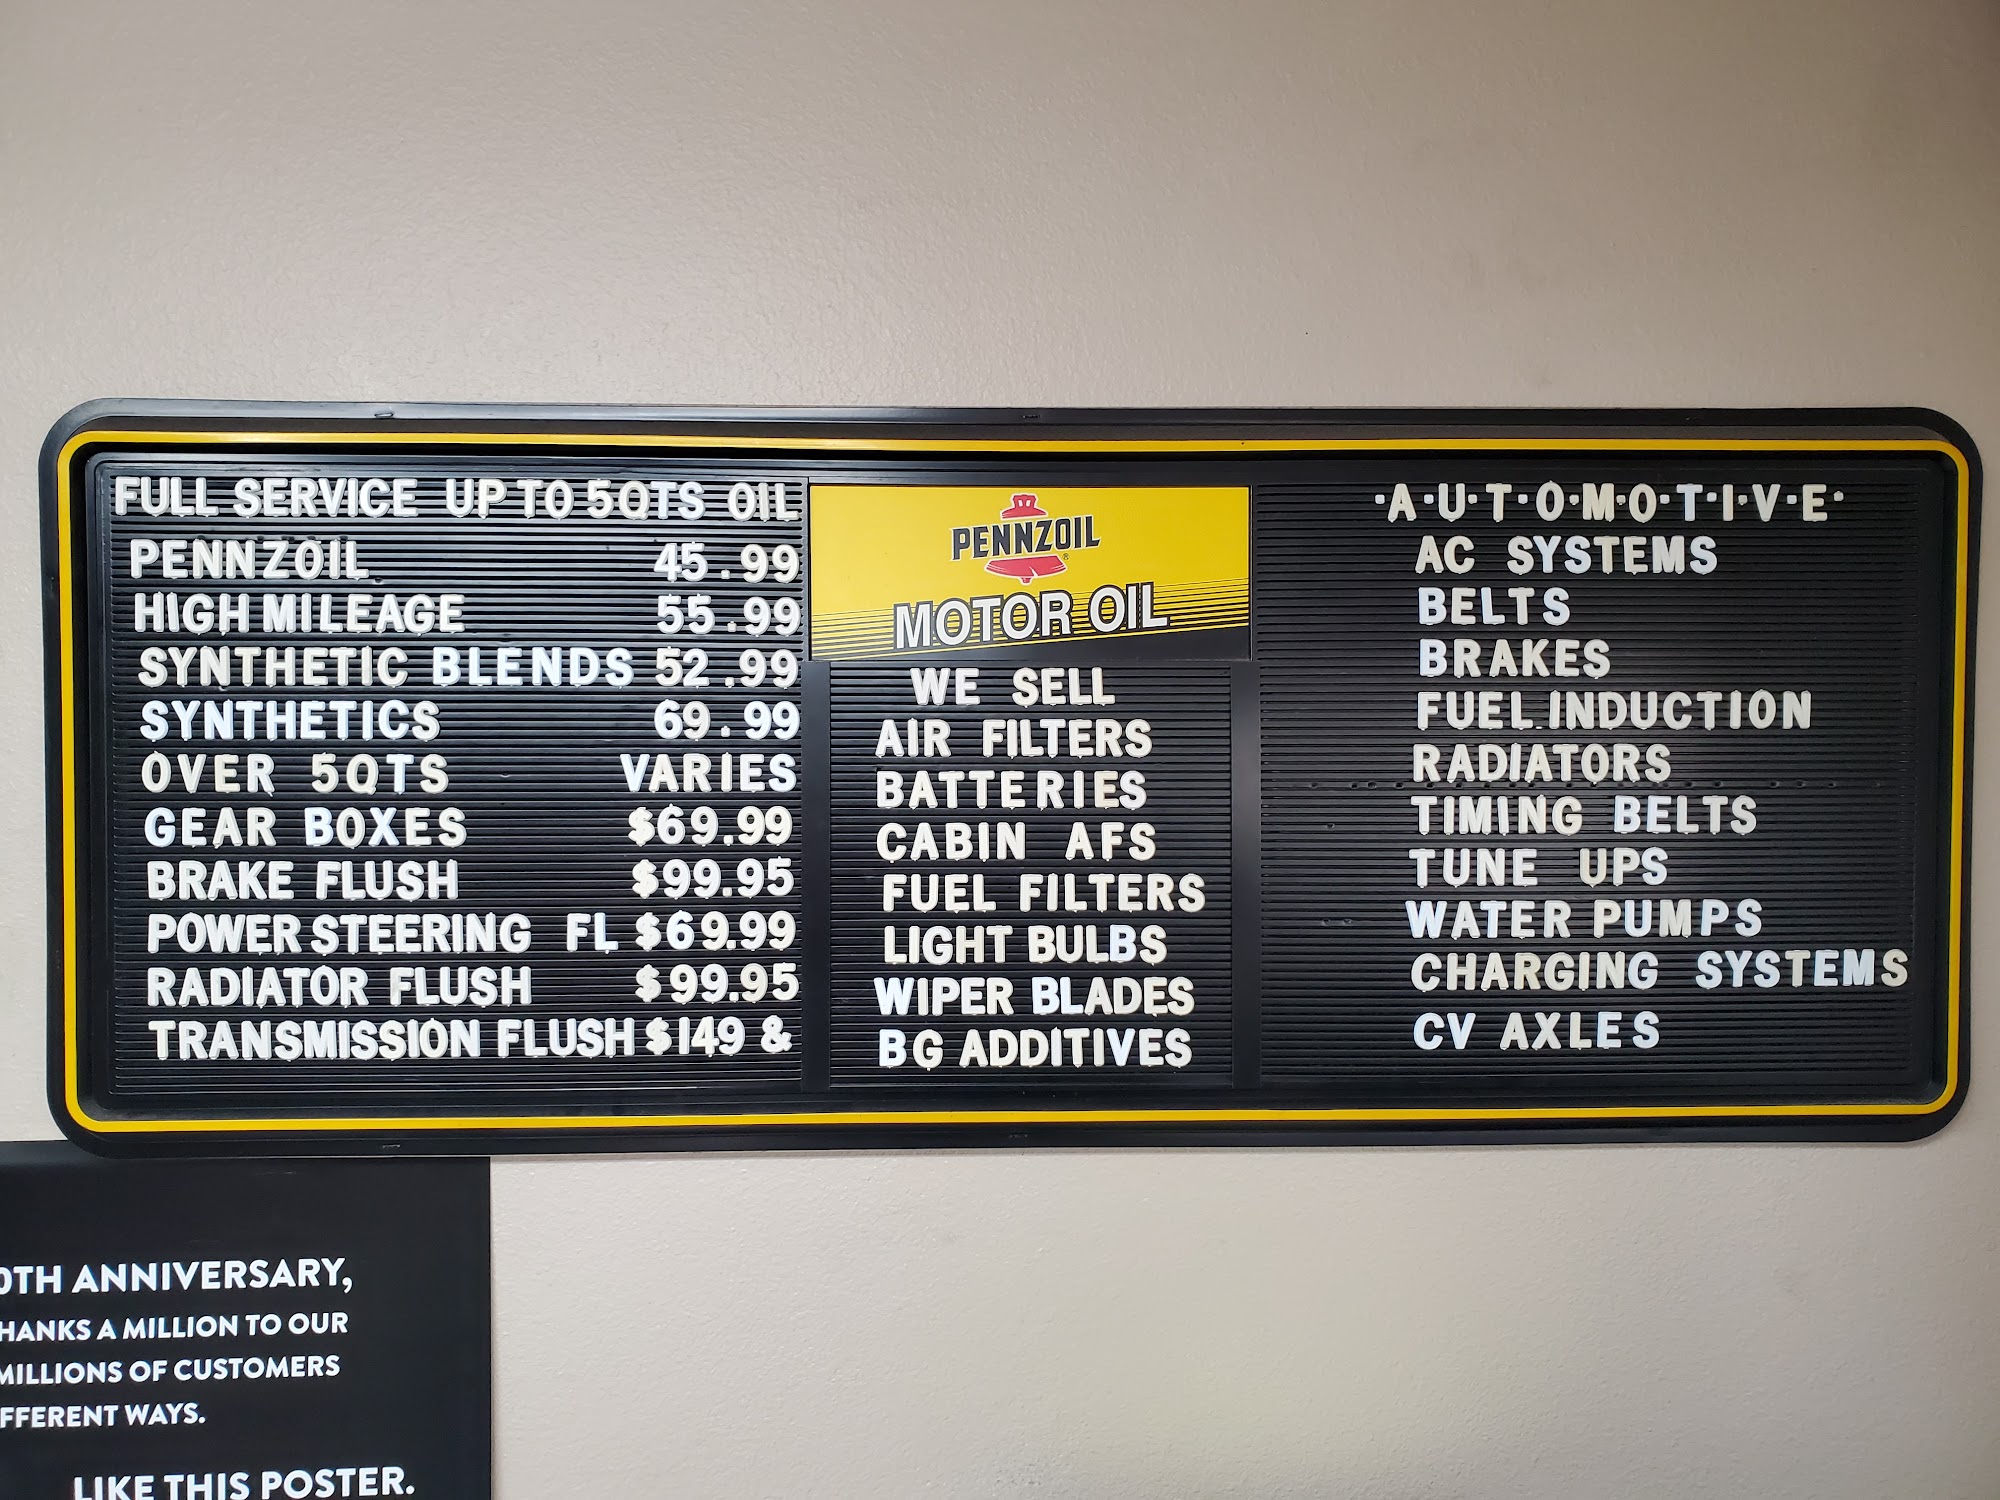 FULL SERVICE UP TO 5QTS OIL
PENNZOIL 45.99
HIGH MILEAGE 55.99
SYNTHETIC BLENDS 52.99
SYNTHETICS 69.99
OVER 5QTS VARIES
GEAR BOXES $69.99
BRAKE FLUSH $99.95
POWER STEERING FL $69.99
RADIATOR FLUSH $99.95
TRANSMISSION FLUSH $149 &
PENNZOIL®
MOTOR OIL
WE SELL
AIR FILTERS
BATTERIES
CABIN AFS
FUEL FILTERS
LIGHT BULBS
WIPER BLADES
BG ADDITIVES
·A·U·T·O·M·O·T·I·V·E·
AC SYSTEMS
BELTS
BRAKES
FUEL.INDUCTION
RADIATORS
TIMING BELTS
TUNE UPS
WATER PUMPS
CHARGING SYSTEMS
CV AXLES
0TH ANNIVERSARY,
HANKS A MILLION TO OUR
MILLIONS OF CUSTOMERS
FFERENT WAYS.
LIKE THIS POSTER.